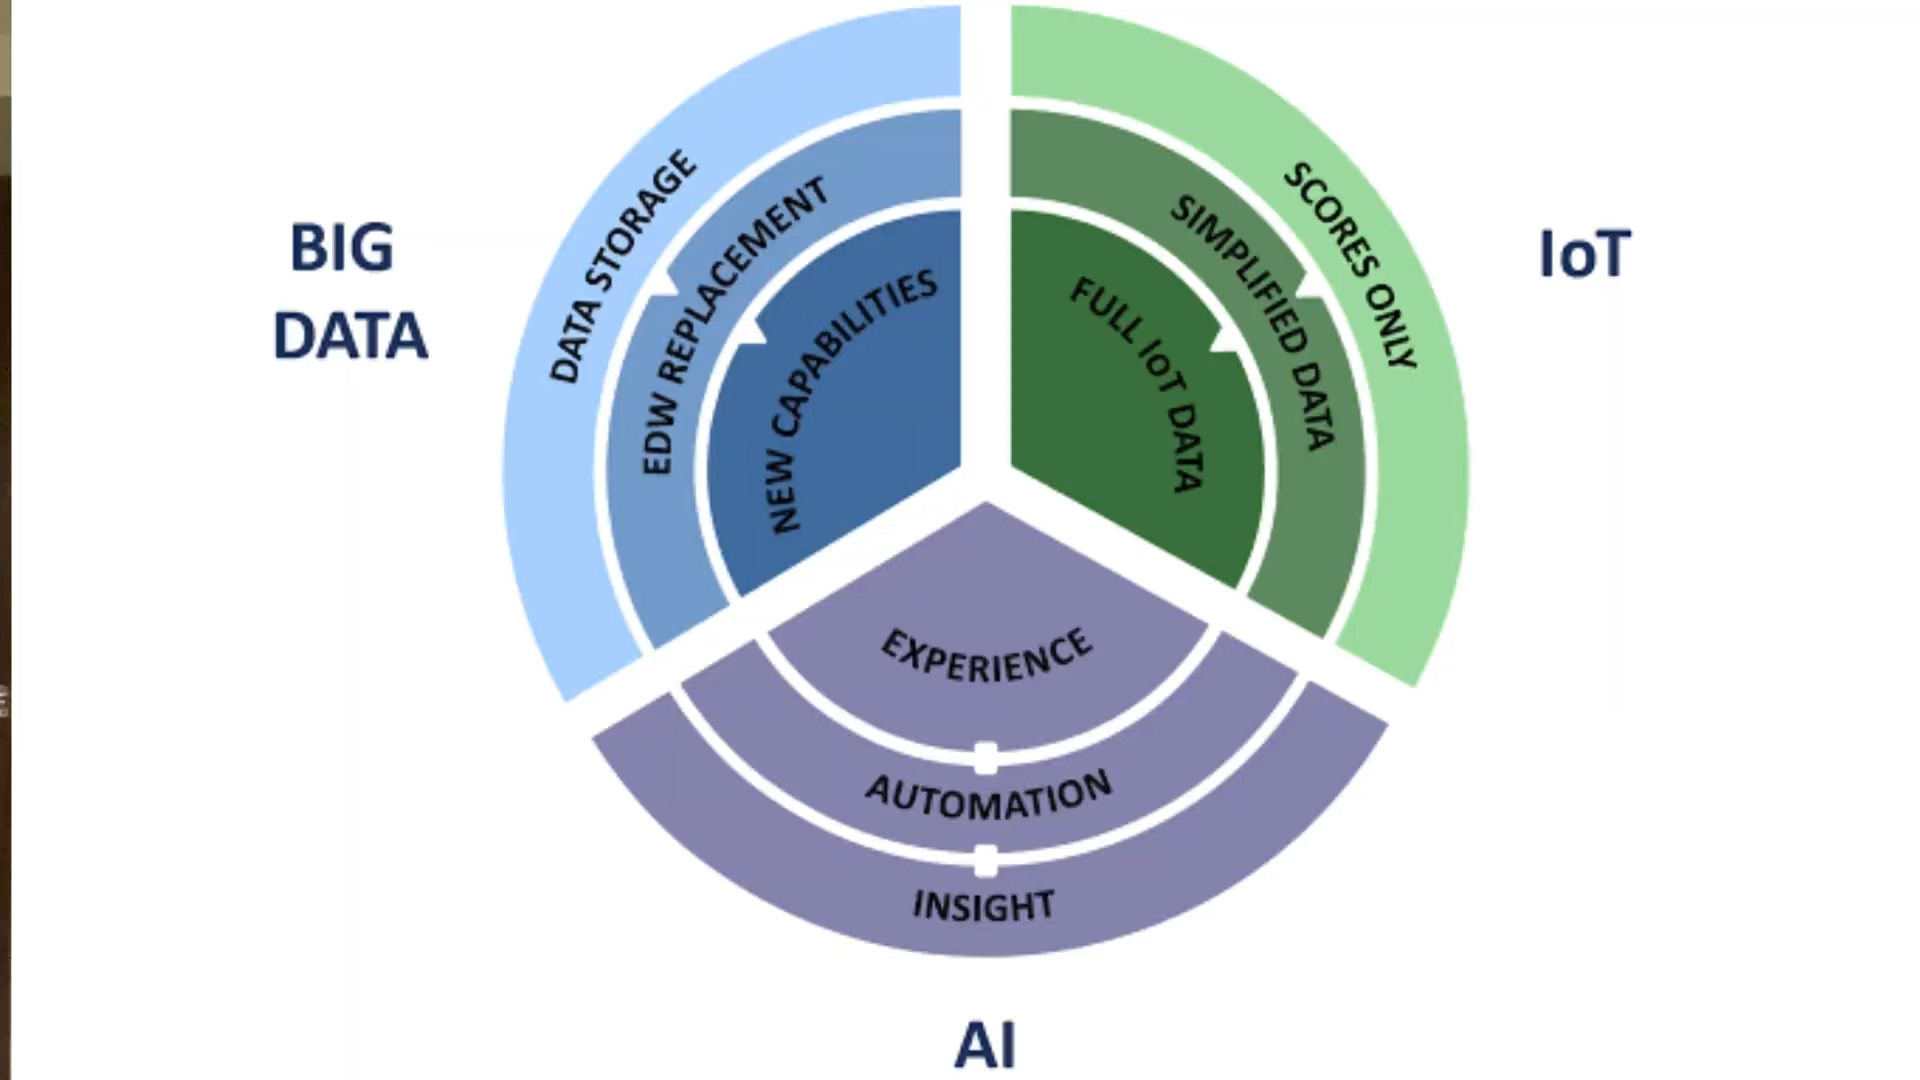 BIG
DATA
DATA STORAGE
EDW REPLACEMENT
NEW CAPABILITIES
IoT
SCORES ONLY
SIMPLIFIED DATA
FULL IoT DATA
EXPERIENCE
AUTOMATION
INSIGHT
AI